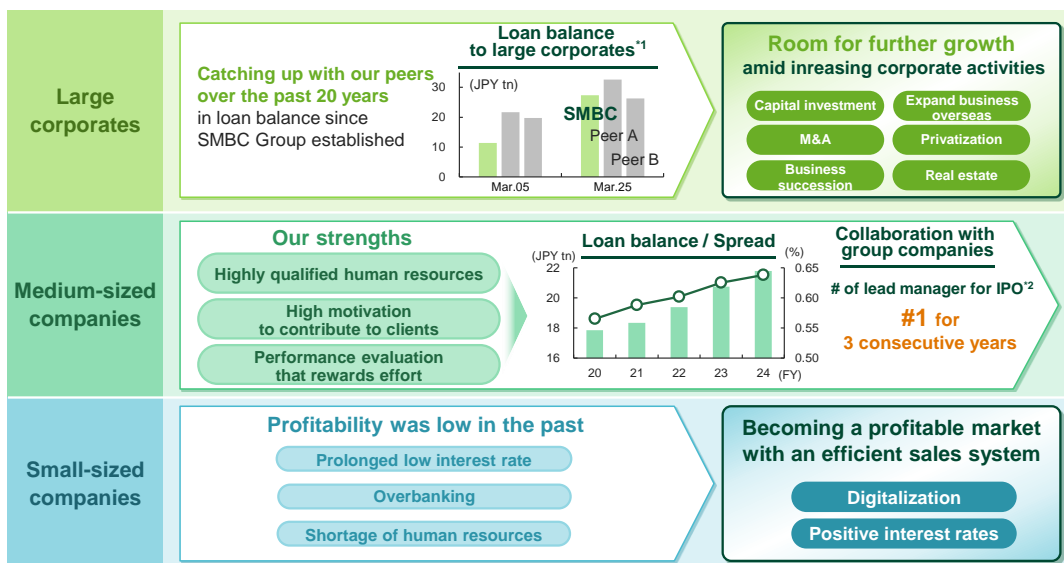 Large
corporates
Catching up with our peers
over the past 20 years
in loan balance since
SMBC Group established
Loan balance
to large corporates*1
(JPY tn)
30
20
10
0
SMBC
Peer A
Peer B
Mar.05
Mar.25
Room for further growth
amid inreasing corporate activities
Capital investment
Expand business
overseas
M&A
Privatization
Business
succession
Real estate
Medium-sized
companies
Our strengths
Highly qualified human resources
High motivation
to contribute to clients
Performance evaluation
that rewards effort
Loan balance / Spread
(JPY tn)
(%)
22
20
18
16
0.65
0.60
0.55
0.50
20 21 22 23 24 (FY)
Collaboration with
group companies
# of lead manager for IPO*2
#1 for
3 consecutive years
Small-sized
companies
Profitability was low in the past
Prolonged low interest rate
Overbanking
Shortage of human resources
Becoming a profitable market
with an efficient sales system
Digitalization
Positive interest rates